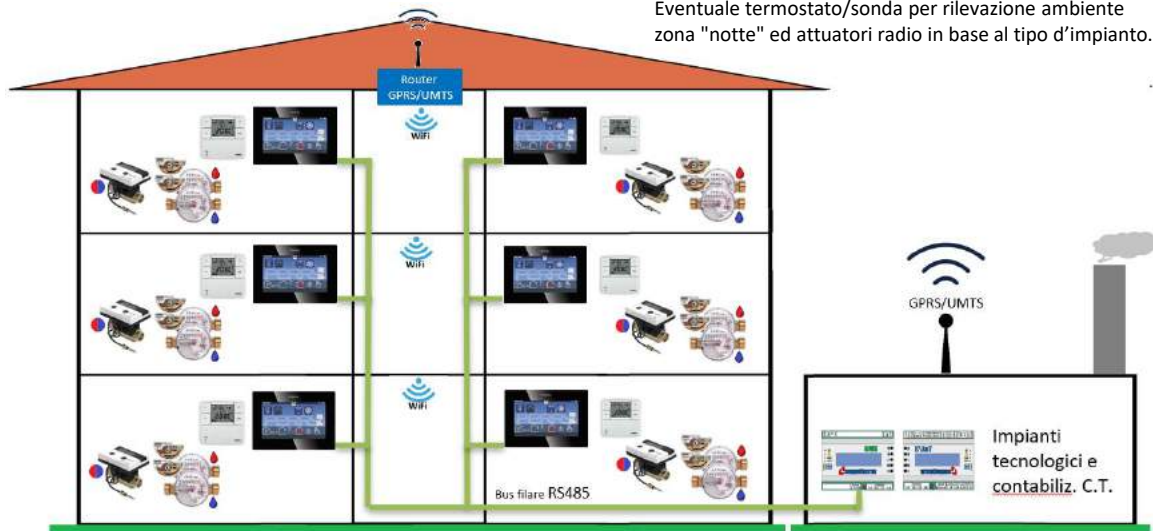 Eventuale termostato/sonda per rilevazione ambiente
zona "notte" ed attuatori radio in base al tipo d'impianto.
Router
GPRS/UMTS
WiFi
WiFi
WiFi
GPRS/UMTS
Impianti
tecnologici e
contabiliz. C.T.
Bus filare RS485